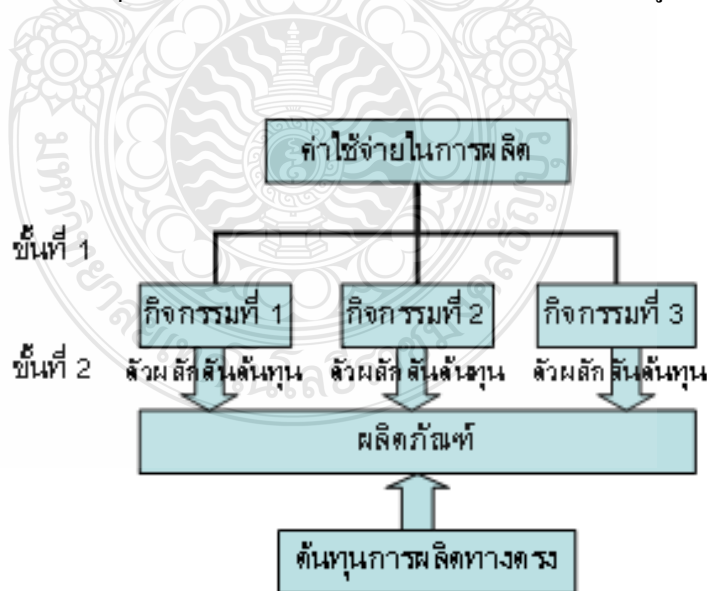 ค่าใช้จ่ายในการผลิต
ขั้นที่ 1
กิจกรรมที่ 1 กิจกรรมที่ 2 กิจกรรมที่ 3
ขั้นที่ 2 ตัวผลักดันต้นทุน ตัวผลักดันต้นทุน ตัวผลักดันต้นทุน
ผลิตภัณฑ์
ต้นทุนการผลิตทางตรง